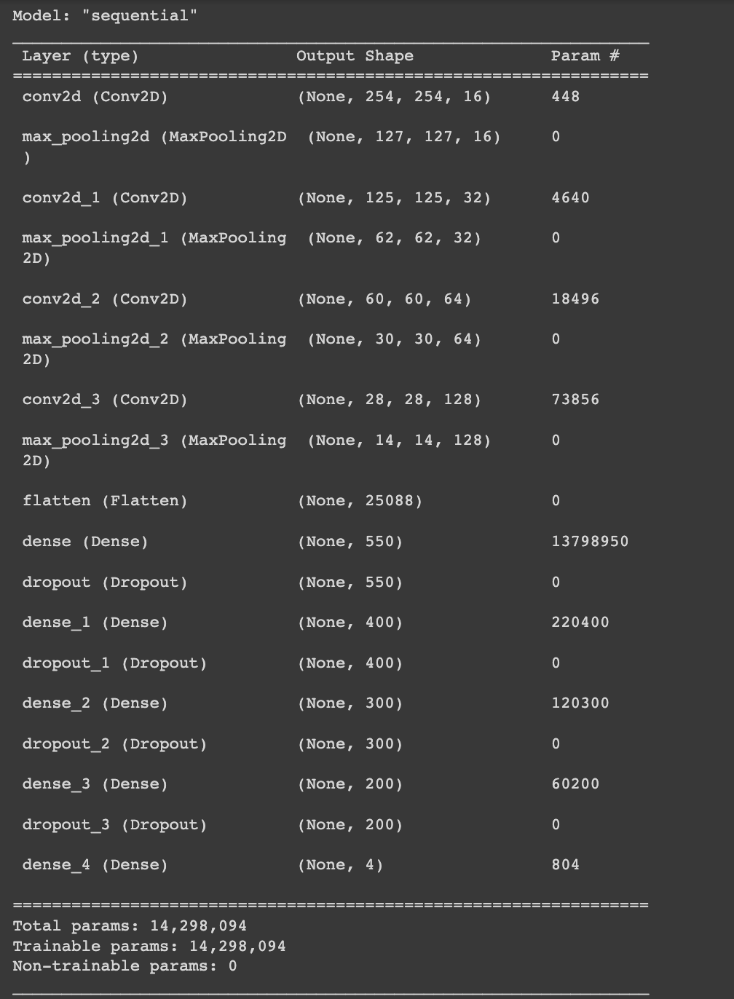 Model: "sequential"
Layer (type) Output Shape Param #
=================================================================
conv2d (Conv2D) (None, 254, 254, 16) 448
max_pooling2d (MaxPooling2D (None, 127, 127, 16) 0
)
conv2d_1 (Conv2D) (None, 125, 125, 32) 4640
max_pooling2d_1 (MaxPooling (None, 62, 62, 32) 0
2D)
conv2d_2 (Conv2D) (None, 60, 60, 64) 18496
max_pooling2d_2 (MaxPooling (None, 30, 30, 64) 0
2D)
conv2d_3 (Conv2D) (None, 28, 28, 128) 73856
max_pooling2d_3 (MaxPooling (None, 14, 14, 128) 0
2D)
flatten (Flatten) (None, 25088) 0
dense (Dense) (None, 550) 13798950
dropout (Dropout) (None, 550) 0
dense_1 (Dense) (None, 400) 220400
dropout_1 (Dropout) (None, 400) 0
dense_2 (Dense) (None, 300) 120300
dropout_2 (Dropout) (None, 300) 0
dense_3 (Dense) (None, 200) 60200
dropout_3 (Dropout) (None, 200) 0
dense_4 (Dense) (None, 4) 804
=================================================================
Total params: 14,298,094
Trainable params: 14,298,094
Non-trainable params: 0